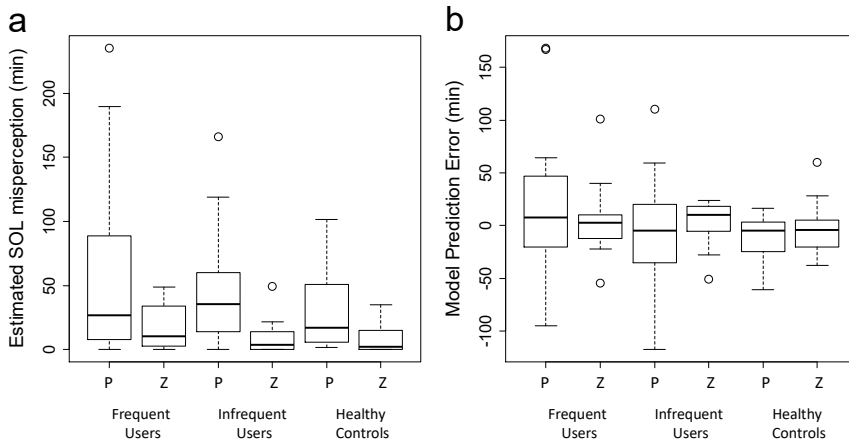 a
Estimated SOL misperception (min)
200
150
100
50
0
P Z P Z P Z
Frequent Users
Infrequent Users
Healthy Controls
b
Model Prediction Error (min)
150
100
50
0
-50
-100
P Z P Z P Z
Frequent Users
Infrequent Users
Healthy Controls